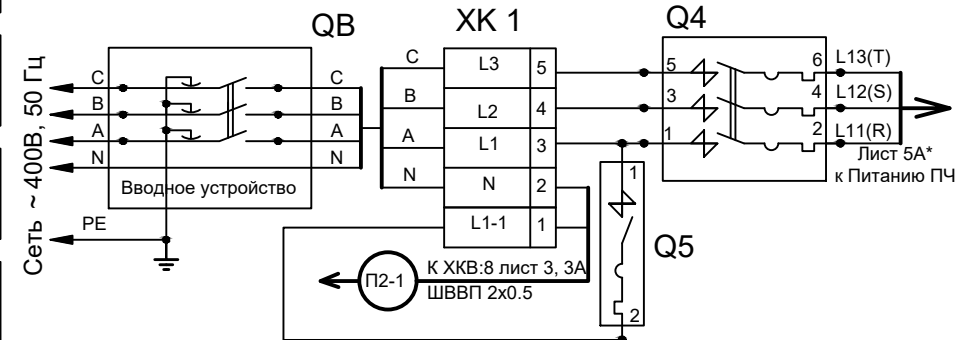 QB
XK 1
Q4
Сеть ~ 400В, 50 Гц
C
B
A
N
PE
C
B
A
N
Вводное устройство
C
B
A
N
L3
5
L2
4
L1
3
N
2
L1-1
1
5
3
1
6
4
2
L13(T)
L12(S)
L11(R)
Лист 5А*
к Питанию ПЧ
1
2
Q5
П2-1
К ХКВ:8 лист 3, 3А
ШВВП 2х0.5